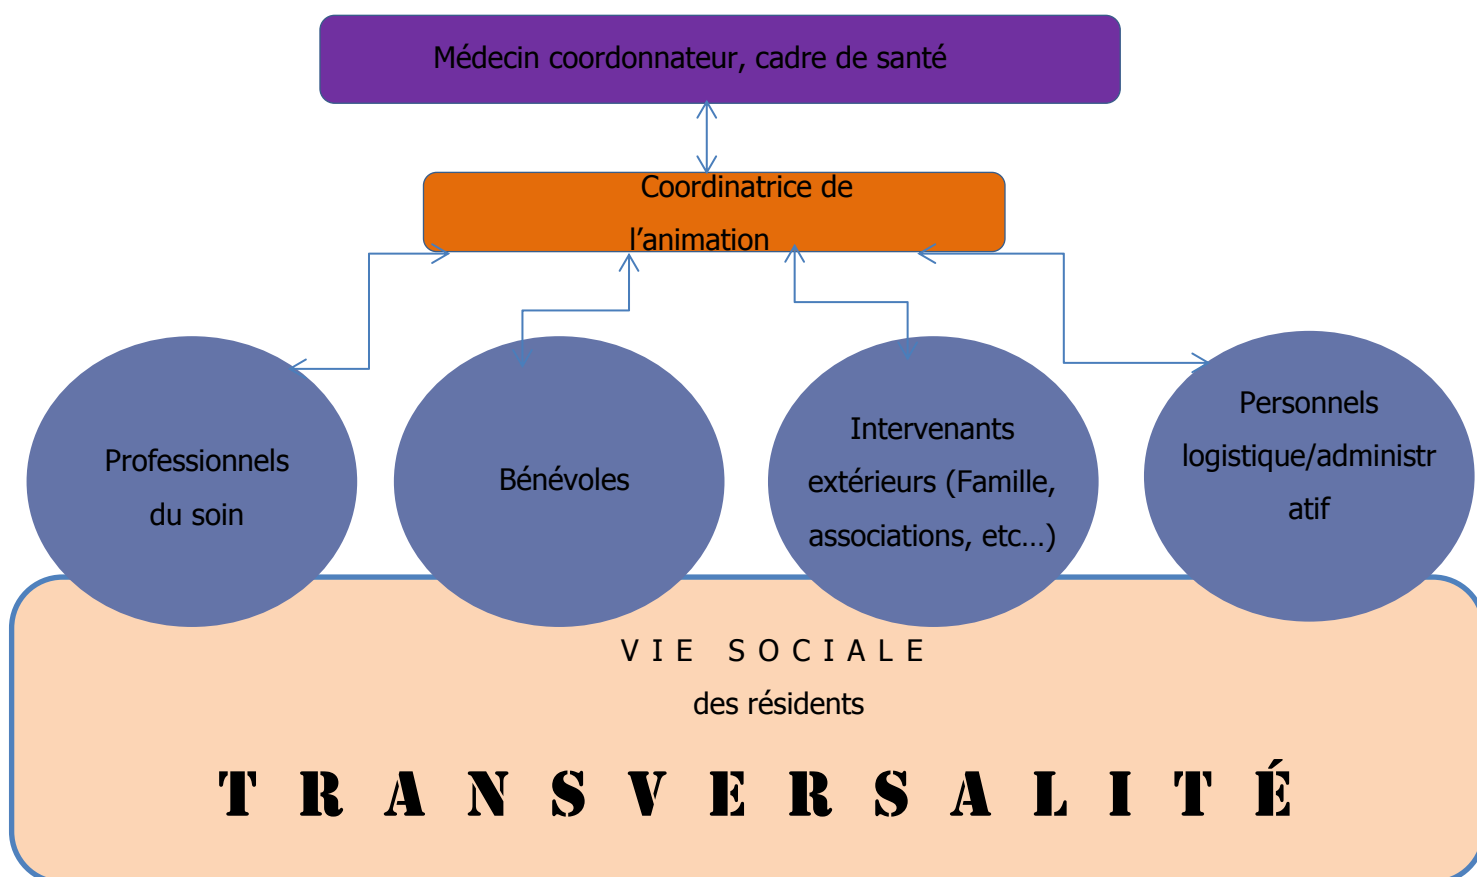 Médecin coordonnateur, cadre de santé
Coordinatrice de
l’animation
Professionnels
du soin
Bénévoles
Intervenants
extérieurs (Famille,
associations, etc…)
Personnels
logistique/administr
atif
VIE SOCIALE
des résidents
TRANSVERSALITÉ